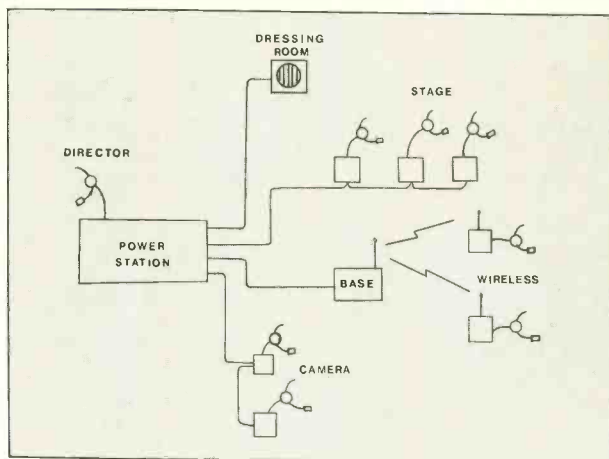 DRESSING
ROOM
STAGE
DIRECTOR
POWER
STATION
BASE
WIRELESS
CAMERA